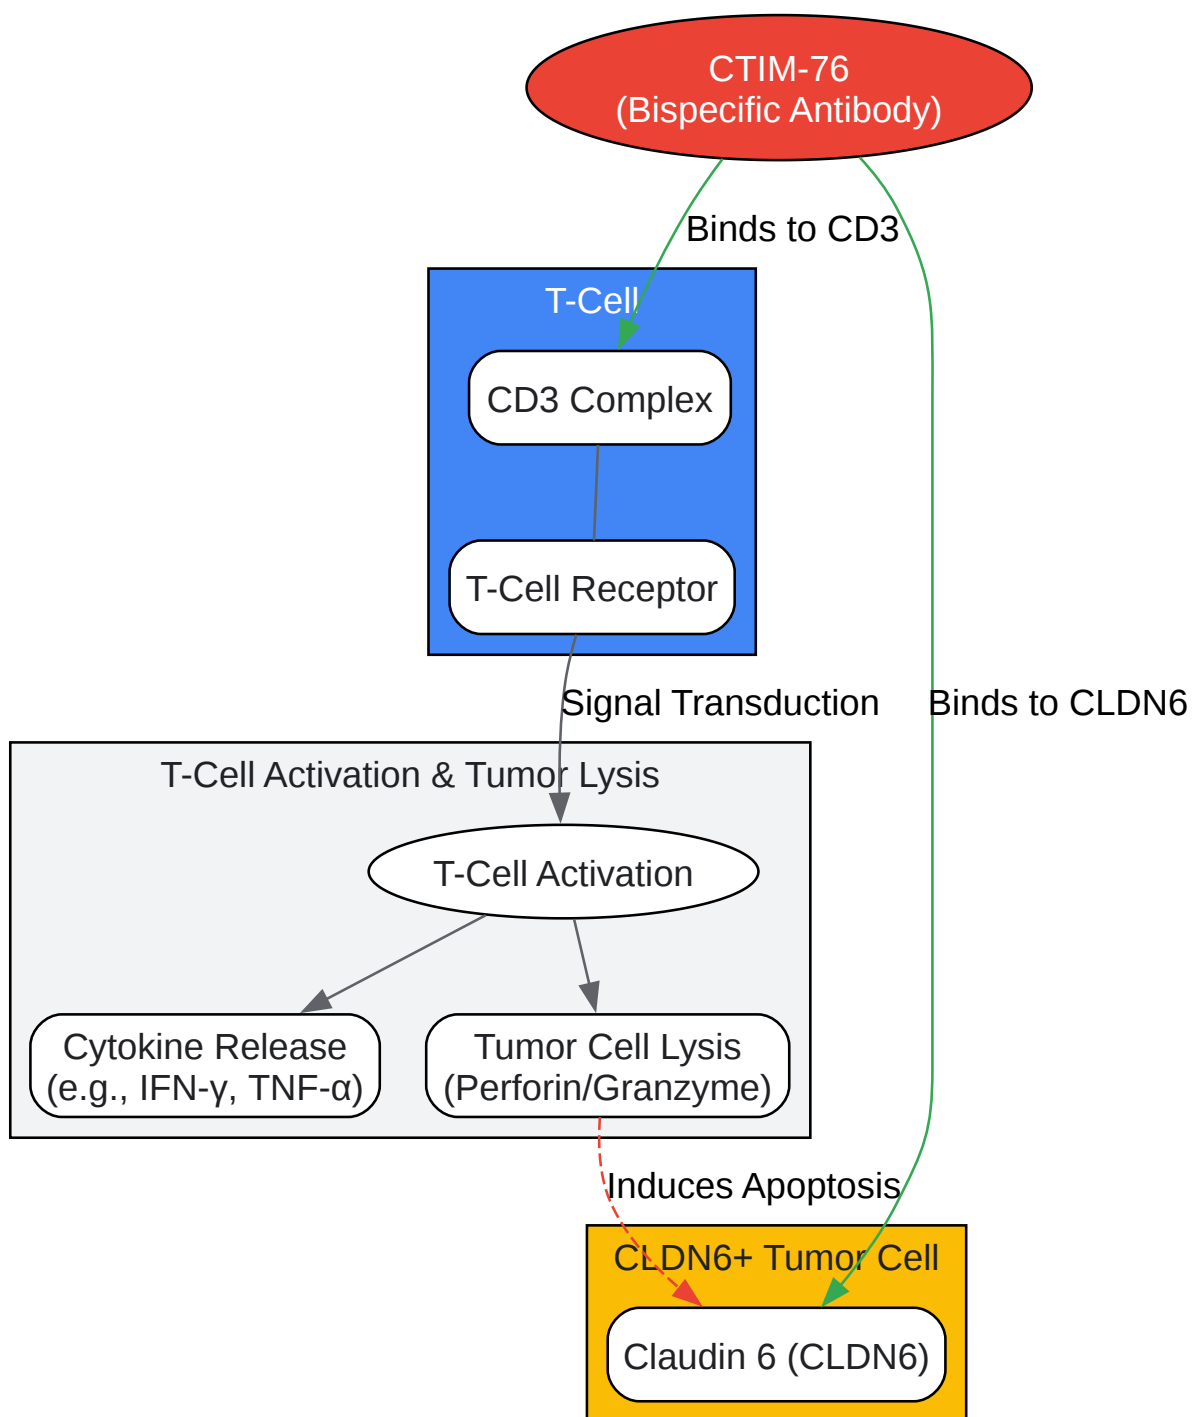 CTIM-76
(Bispecific Antibody)
Binds to CD3
T-Cell
CD3 Complex
T-Cell Receptor
Signal Transduction
Binds to CLDN6
T-Cell Activation & Tumor Lysis
T-Cell Activation
Cytokine Release
(e.g., IFN-γ, TNF-α)
Tumor Cell Lysis
(Perforin/Granzyme)
Induces Apoptosis
CLDN6+ Tumor Cell
Claudin 6 (CLDN6)